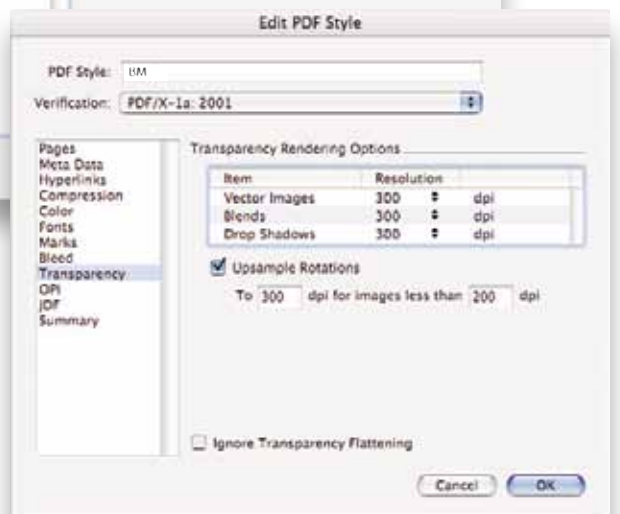 Edit PDF Style
PDF Style: BM
Verification: PDF/X-1a: 2001
Pages
Meta Data
Hyperlinks
Compression
Color
Fonts
Marks
Bleed
Transparency
OPI
JDF
Summary
Transparency Rendering Options
Item Resolution
Vector Images 300 dpi
Blends 300 dpi
Drop Shadows 300 dpi
Upsample Rotations
To 300 dpi for images less than 200 dpi
Ignore Transparency Flattening
Cancel OK